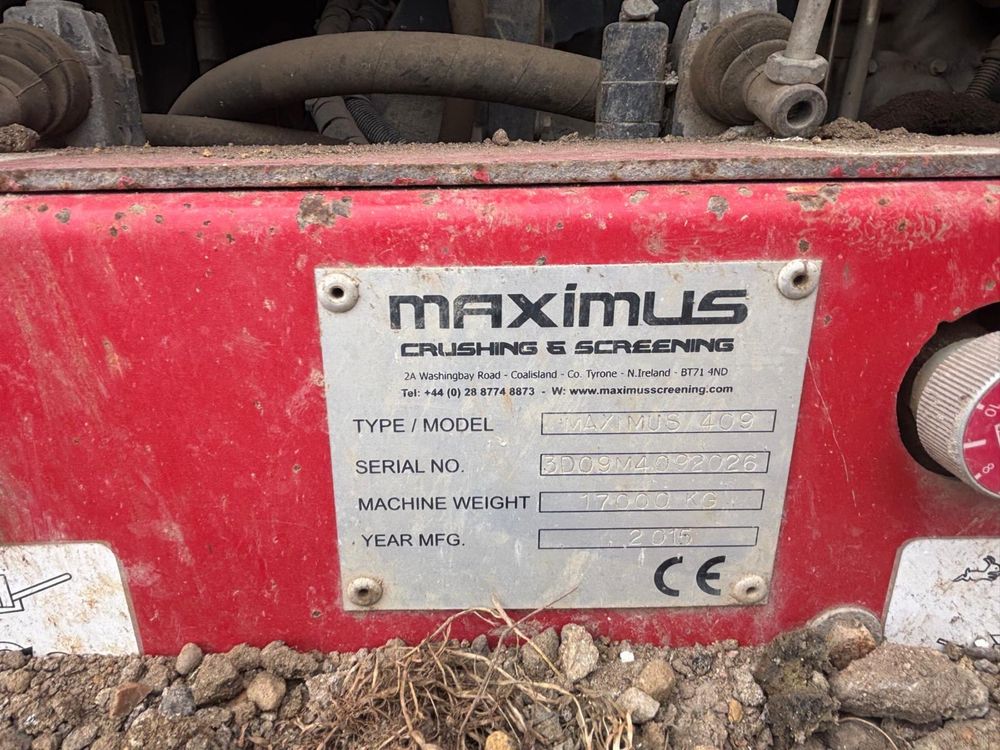 MAXIMUS
CRUSHING & SCREENING
2A Washingbay Road - Coalisland - Co. Tyrone - N.Ireland - BT71 4ND
Tel: +44 (0) 28 8774 8873 - W: www.maximusscreening.com
TYPE / MODEL MAXIMUS 409
SERIAL NO. 3D09M4092026
MACHINE WEIGHT 17000 KG
YEAR MFG. 2015
CE